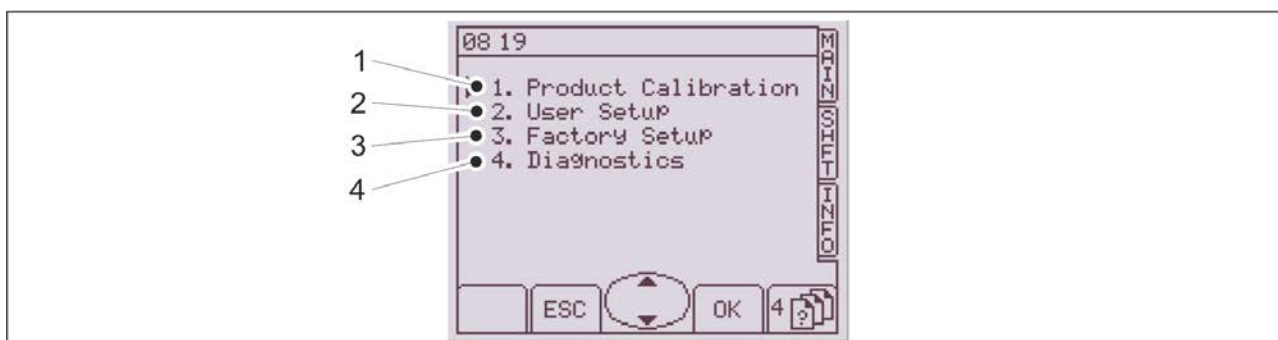 08 19
MAIN
1
1. Product Calibration
2
2. User Setup
3
3. Factory Setup
4
4. Diagnostics
SHFT
INFO
ESC
OK
4
?